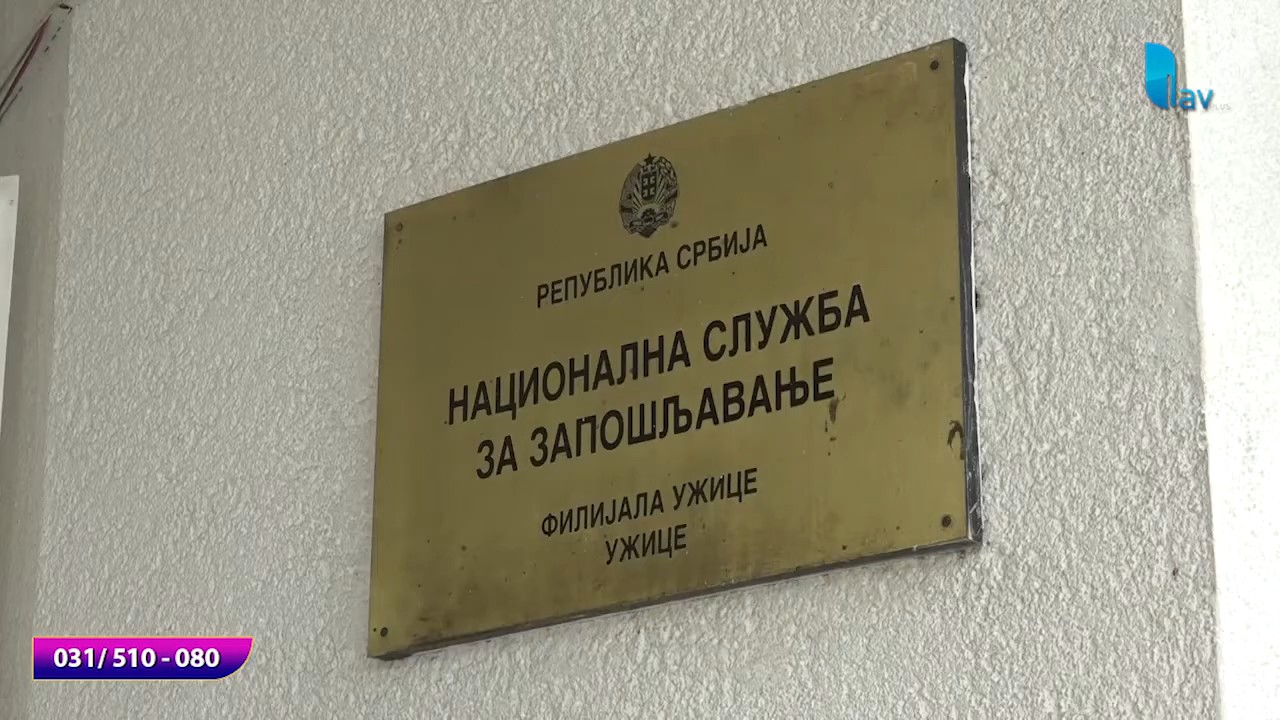 lav
РЕПУБЛИКА СРБИЈА
НАЦИОНАЛНА СЛУЖБА
ЗА ЗАПОШЉАВАЊЕ
ФИЛИЈАЛА УЖИЦЕ
УЖИЦЕ
031/ 510 - 080